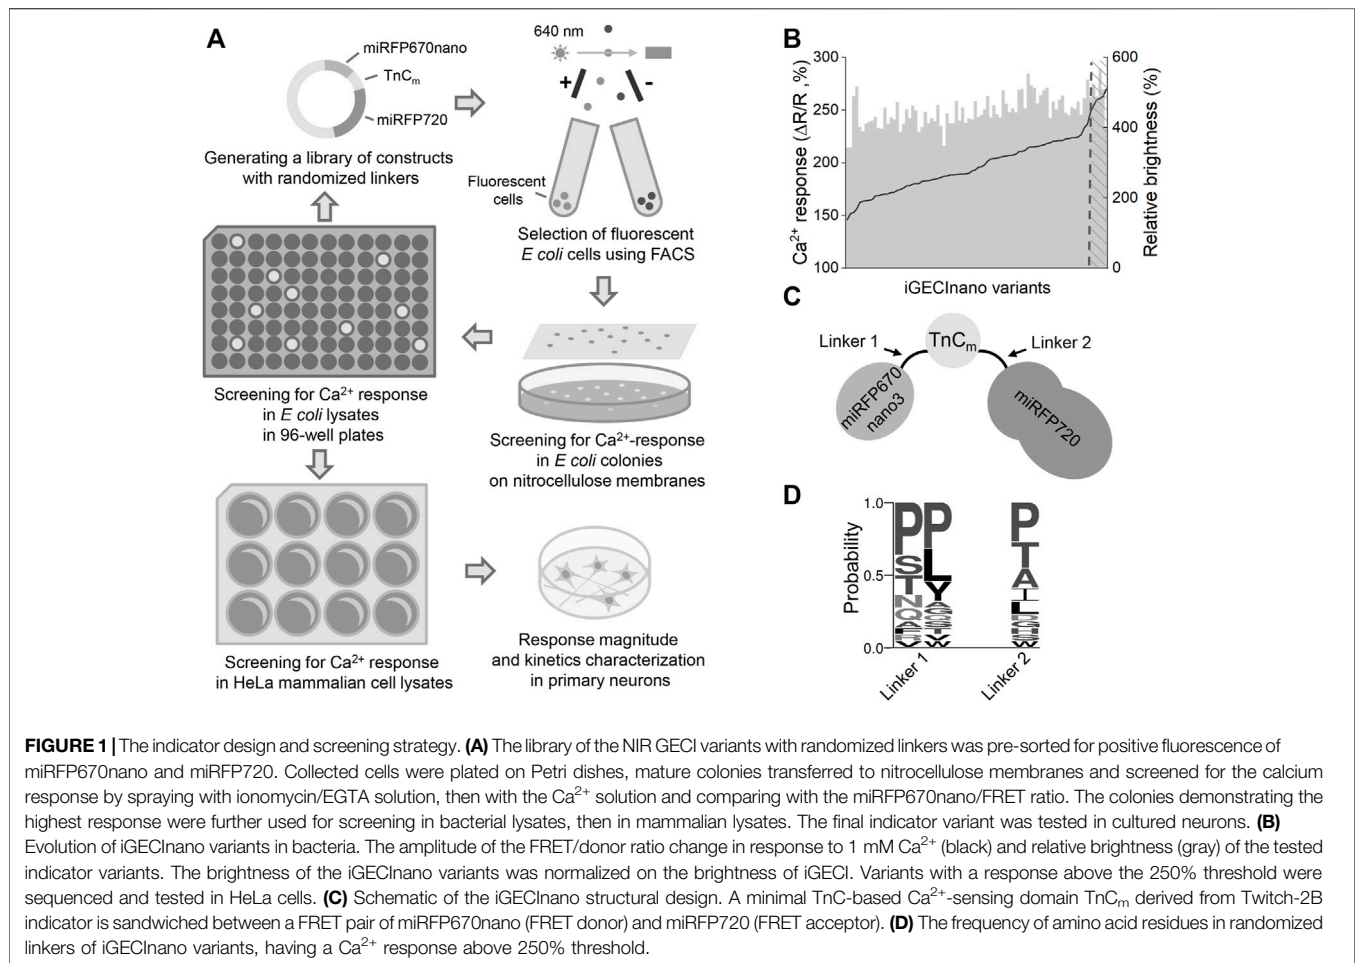 A
miRFP670nano
TnCm
miRFP720
Generating a library of constructs
with randomized linkers
640 nm
+
-
Fluorescent
cells
Selection of fluorescent
E coli cells using FACS
Screening for Ca2+-response
in E coli colonies
on nitrocellulose membranes
Screening for Ca2+ response
in E coli lysates
in 96-well plates
Screening for Ca2+ response
in HeLa mammalian cell lysates
Response magnitude
and kinetics characterization
in primary neurons
B
Ca2+ response (ΔR/R ,%)
300
250
200
150
100
Relative brightness (%)
600
400
200
0
iGECInano variants
C
Linker 1
TnCm
Linker 2
miRFP670
nano3
miRFP720
D
Probability
1.0
0.5
0.0
P P P
S L T
T Y A
N A I
Q G L
A S
Linker 1
Linker 2
FIGURE 1 | The indicator design and screening strategy. (A) The library of the NIR GECI variants with randomized linkers was pre-sorted for positive fluorescence of
miRFP670nano and miRFP720. Collected cells were plated on Petri dishes, mature colonies transferred to nitrocellulose membranes and screened for the calcium
response by spraying with ionomycin/EGTA solution, then with the Ca2+ solution and comparing with the miRFP670nano/FRET ratio. The colonies demonstrating the
highest response were further used for screening in bacterial lysates, then in mammalian lysates. The final indicator variant was tested in cultured neurons. (B)
Evolution of iGECInano variants in bacteria. The amplitude of the FRET/donor ratio change in response to 1 mM Ca2+ (black) and relative brightness (gray) of the tested
indicator variants. The brightness of the iGECInano variants was normalized on the brightness of iGECI. Variants with a response above the 250% threshold were
sequenced and tested in HeLa cells. (C) Schematic of the iGECInano structural design. A minimal TnC-based Ca2+-sensing domain TnCm derived from Twitch-2B
indicator is sandwiched between a FRET pair of miRFP670nano (FRET donor) and miRFP720 (FRET acceptor). (D) The frequency of amino acid residues in randomized
linkers of iGECInano variants, having a Ca2+ response above 250% threshold.